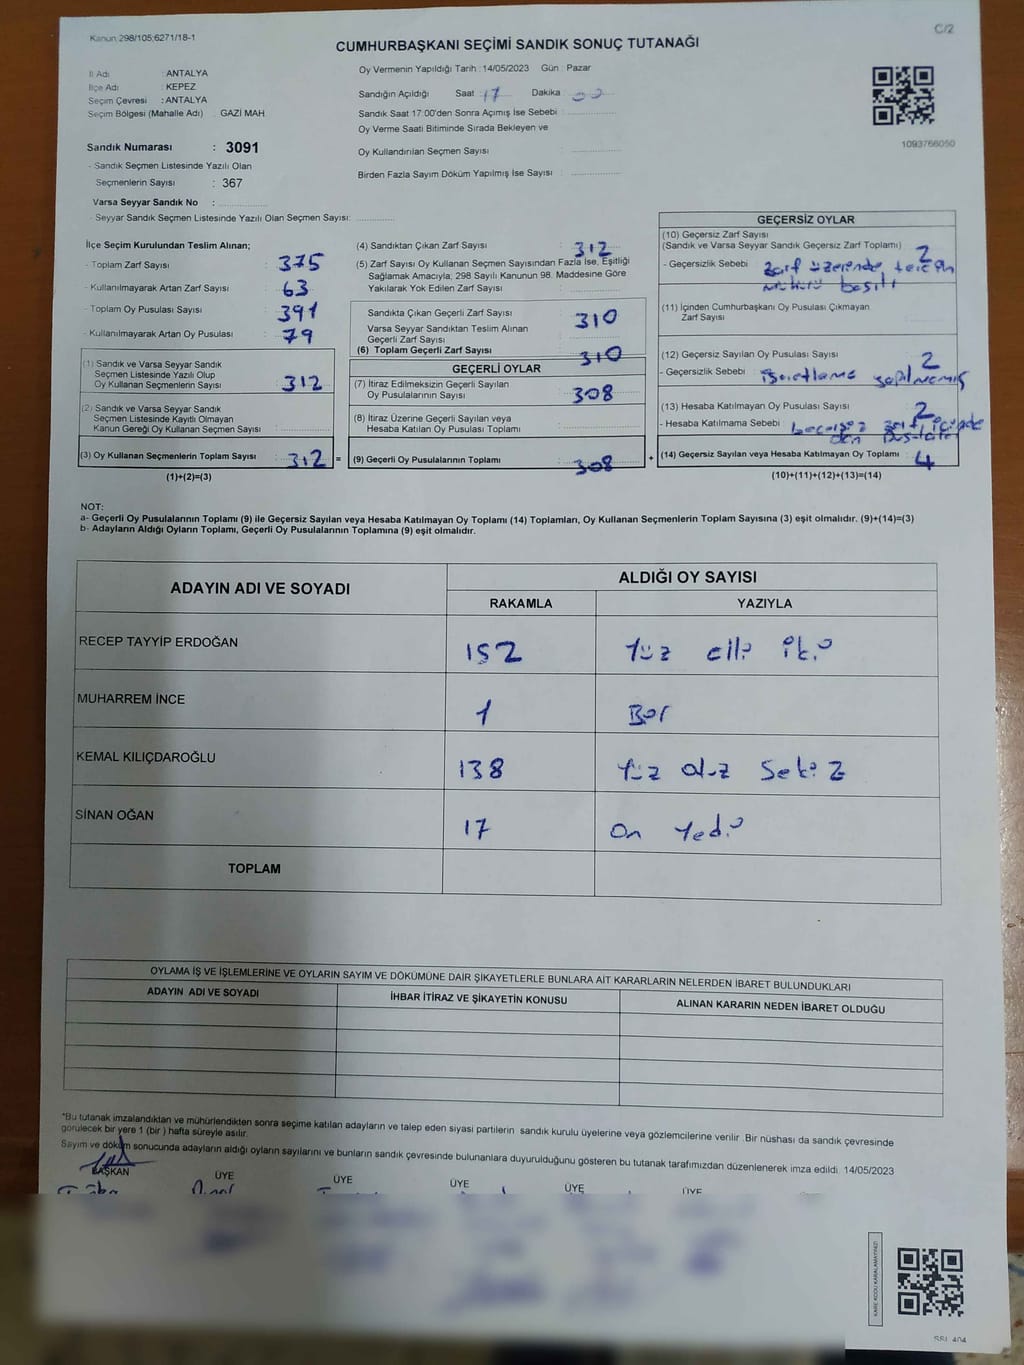 Kanun 298/105;6271/18-1
C/2
CUMHURBAŞKANI SEÇİMİ SANDIK SONUÇ TUTANAĞI
İl Adı : ANTALYA
İlçe Adı : KEPEZ
Seçim Çevresi : ANTALYA
Seçim Bölgesi (Mahalle Adı) GAZİ MAH
Sandık Numarası : 3091
- Sandık Seçmen Listesinde Yazılı Olan
Seçmenlerin Sayısı : 367
Varsa Seyyar Sandık No :
- Seyyar Sandık Seçmen Listesinde Yazılı Olan Seçmen Sayısı:
Oy Vermenin Yapıldığı Tarih :14/05/2023 Gün : Pazar
Sandığın Açıldığı Saat : 17 Dakika : 00
Sandık Saat 17:00'den Sonra Açımış İse Sebebi :
Oy Verme Saati Bitiminde Sırada Bekleyen ve
Oy Kullandırılan Seçmen Sayısı :
Birden Fazla Sayım Döküm Yapılmış İse Sayısı :
1093766050
İlçe Seçim Kurulundan Teslim Alınan;
- Toplam Zarf Sayısı : 375
- Kullanılmayarak Artan Zarf Sayısı : 63
- Toplam Oy Pusulası Sayısı : 391
- Kullanılmayarak Artan Oy Pusulası : 79
(1) Sandık ve Varsa Seyyar Sandık
Seçmen Listesinde Yazılı Olup
Oy Kullanan Seçmenlerin Sayısı : 312
(2) Sandık ve Varsa Seyyar Sandık
Seçmen Listesinde Kayıtlı Olmayan
Kanun Gereği Oy Kullanan Seçmen Sayısı :
(3) Oy Kullanan Seçmenlerin Toplam Sayısı : 312 =
(1)+(2)=(3)
(4) Sandıktan Çıkan Zarf Sayısı : 312
(5) Zarf Sayısı Oy Kullanan Seçmen Sayısından Fazla İse, Eşitliği
Sağlamak Amacıyla; 298 Sayılı Kanunun 98. Maddesine Göre
Yakılarak Yok Edilen Zarf Sayısı :
Sandıkta Çıkan Geçerli Zarf Sayısı : 310
Varsa Seyyar Sandıktan Teslim Alınan
Geçerli Zarf Sayısı :
(6) Toplam Geçerli Zarf Sayısı 310
GEÇERLİ OYLAR
(7) İtiraz Edilmeksizin Geçerli Sayılan
Oy Pusulasının Sayısı : 308
(8) İtiraz Üzerine Geçerli Sayılan veya
Hesaba Katılan Oy Pusulası Toplamı :
(9) Geçerli Oy Pusulalarının Toplamı : 308 +
GEÇERSİZ OYLAR
(10) Geçersiz Zarf Sayısı
(Sandık ve Varsa Seyyar Sandık Geçersiz Zarf Toplamı) : 2
- Geçersizlik Sebebi : Zarf üzerinde tercih
mührü basılı
(11) İçinden Cumhurbaşkanı Oy Pusulası Çıkmayan
Zarf Sayısı :
(12) Geçersiz Sayılan Oy Pusulası Sayısı : 2
- Geçersizlik Sebebi : işaretleme yapılmamış
(13) Hesaba Katılmayan Oy Pusulası Sayısı : 2
- Hesaba Katılmama Sebebi : zarf içinde
(14) Geçersiz Sayılan veya Hesaba Katılmayan Oy Toplamı : 4
(10)+(11)+(12)+(13)=(14)
NOT:
a- Geçerli Oy Pusulalarının Toplamı (9) ile Geçersiz Sayılan veya Hesaba Katılmayan Oy Toplamı (14) Toplamları, Oy Kullanan Seçmenlerin Toplam Sayısına (3) eşit olmalıdır. (9)+(14)=(3)
b- Adayların Aldığı Oyların Toplamı, Geçerli Oy Pusulalarının Toplamına (9) eşit olmalıdır.
ADAYIN ADI VE SOYADI
ALDIĞI OY SAYISI
RAKAMLA YAZIYLA
RECEP TAYYİP ERDOĞAN 152 Yüz elli iki
MUHARREM İNCE 1 Bir
KEMAL KILIÇDAROĞLU 138 Yüz otuz Sekiz
SİNAN OĞAN 17 On Yedi
TOPLAM
OYLAMA İŞ VE İŞLEMLERİNE VE OYLARIN SAYIM VE DÖKÜMÜNE DAİR ŞİKAYETLERLE BUNLARA AİT KARARLARIN NELERDEN İBARET BULUNDUKLARI
ADAYIN ADI VE SOYADI İHBAR İTİRAZ VE ŞİKAYETİN KONUSU ALINAN KARARIN NEDEN İBARET OLDUĞU
*Bu tutanak imzalandıktan ve mühürlendikten sonra seçime katılan adayların ve talep eden siyasi partilerin sandık kurulu üyelerine veya gözlemcilerine verilir .Bir nüshası da sandık çevresinde
görülecek bir yere 1 (bir ) hafta süreyle asılır.
Sayım ve döküm sonucunda adayların aldığı oyların sayılarını ve bunların sandık çevresinde bulunanlara duyurulduğunu gösteren bu tutanak tarafımızdan düzenlenerek imza edildi 14/05/2023
BAŞKAN ÜYE ÜYE ÜYE ÜYE ÜYE
KARE KODU KARALAMAYINIZ!